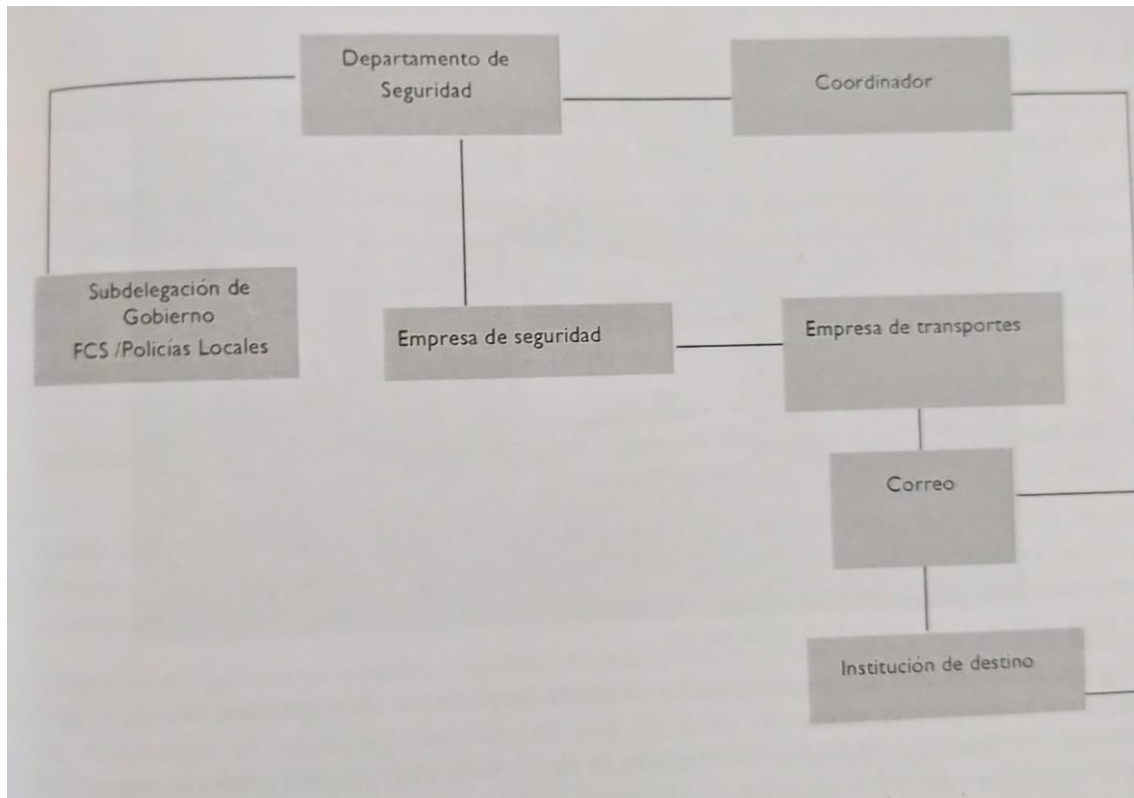 Departamento de
Seguridad
Coordinador
Subdelegación de
Gobierno
FCS /Policías Locales
Empresa de seguridad
Empresa de transportes
Correo
Institución de destino